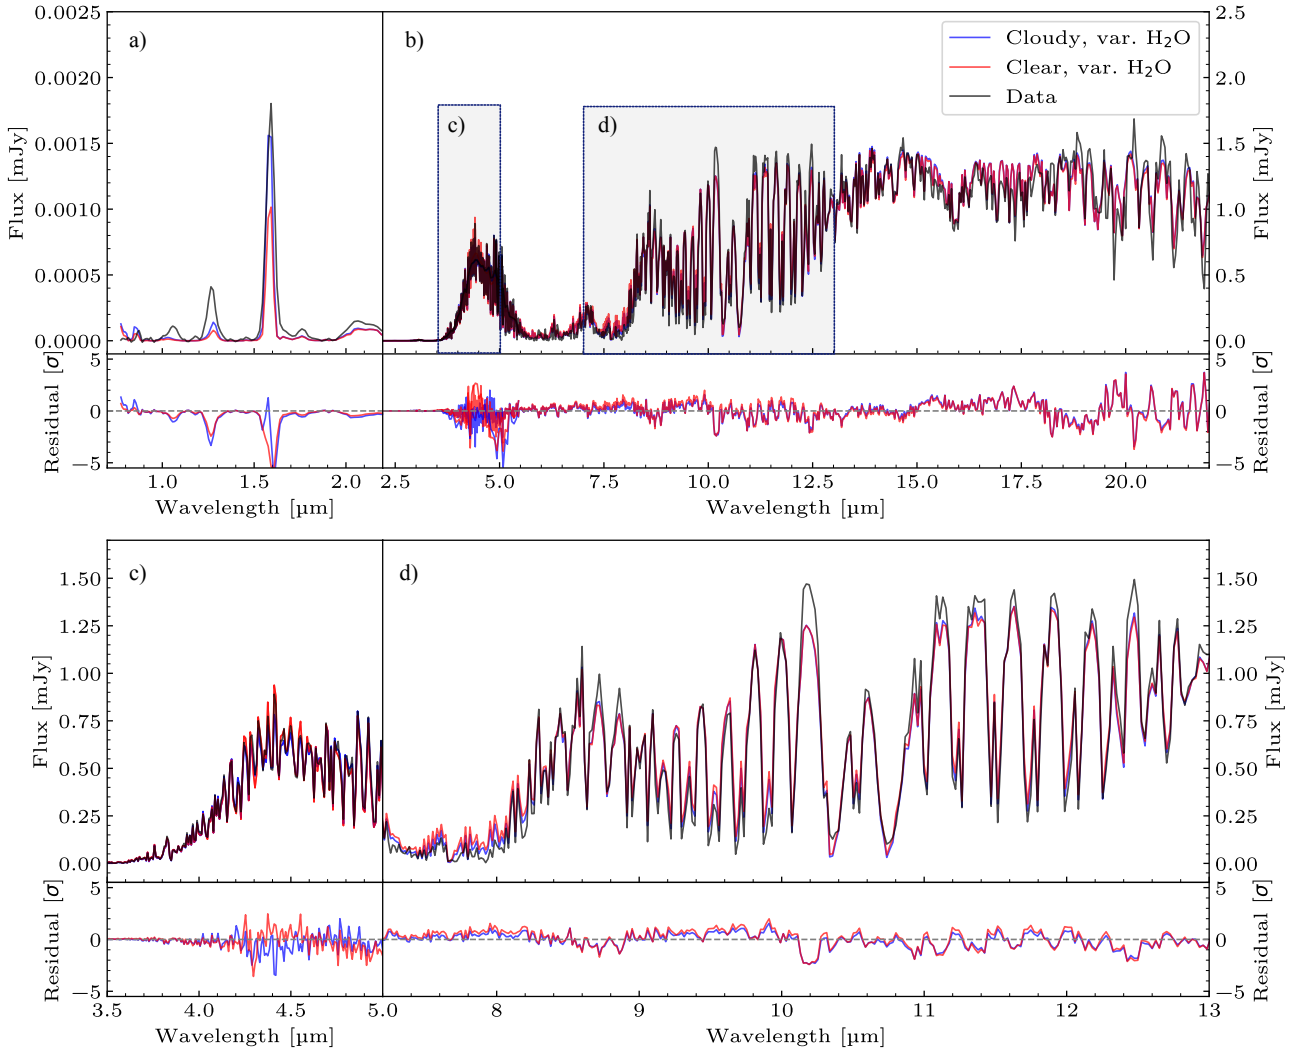 a)
b)
c)
d)
Cloudy, var. H₂O
Clear, var. H₂O
Data
0.0025
0.0020
0.0015
0.0010
0.0005
0.0000
Flux [mJy]
2.5
2.0
1.5
1.0
0.5
0.0
Flux [mJy]
5
0
−5
Residual [σ]
5
0
−5
Residual [σ]
1.0 1.5 2.0 2.5 5.0 7.5 10.0 12.5 15.0 17.5 20.0
Wavelength [µm] Wavelength [µm]
c) d)
1.50
1.25
1.00
0.75
0.50
0.25
0.00
Flux [mJy]
1.50
1.25
1.00
0.75
0.50
0.25
0.00
Flux [mJy]
5
0
−5
Residual [σ]
5
0
−5
Residual [σ]
3.5 4.0 4.5 5.0 8 9 10 11 12 13
Wavelength [µm] Wavelength [µm]